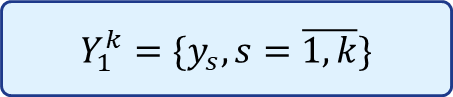 $Y_1^k = \{y_s, s = \overline{1, k}\}$